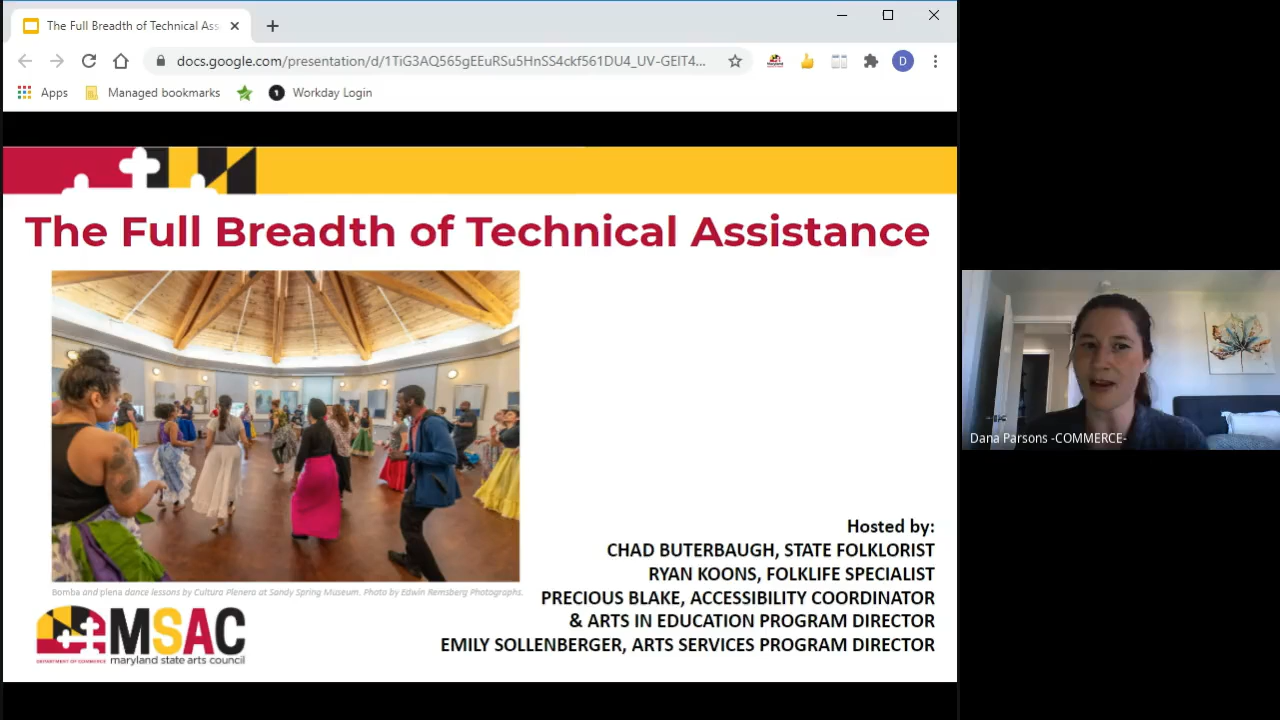 The Full Breadth of Technical Ass
docs.google.com/presentation/d/1TiG3AQ565gEEuRSu5HnSS4ckf561DU4_UV-GEIT4...
D
Apps
Managed bookmarks
Workday Login
The Full Breadth of Technical Assistance
Bomba and plena dance lessons by Cultura Plenera at Sandy Spring Museum. Photo by Edwin Remsberg Photographs.
Hosted by:
CHAD BUTERBAUGH, STATE FOLKLORIST
RYAN KOONS, FOLKLIFE SPECIALIST
PRECIOUS BLAKE, ACCESSIBILITY COORDINATOR
& ARTS IN EDUCATION PROGRAM DIRECTOR
EMILY SOLLENBERGER, ARTS SERVICES PROGRAM DIRECTOR
MSAC
DEPARTMENT OF COMMERCE
maryland state arts council
Dana Parsons -COMMERCE-